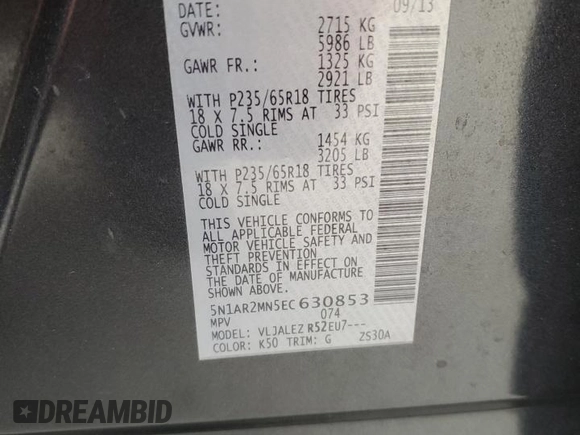 DATE: 09/13
GVWR: 2715 KG
5986 LB
GAWR FR.: 1325 KG
2921 LB
WITH P235/65R18 TIRES
18 X 7.5 RIMS AT 33 PSI
COLD SINGLE
GAWR RR.: 1454 KG
3205 LB
WITH P235/65R18 TIRES
18 X 7.5 RIMS AT 33 PSI
COLD SINGLE
THIS VEHICLE CONFORMS TO
ALL APPLICABLE FEDERAL
MOTOR VEHICLE SAFETY AND
THEFT PREVENTION
STANDARDS IN EFFECT ON
THE DATE OF MANUFACTURE
SHOWN ABOVE.
5N1AR2MN5EC630853
MPV 074
MODEL: VLJALEZ R52EU7---
COLOR: K50 TRIM: G ZS3DA
DREAMBID